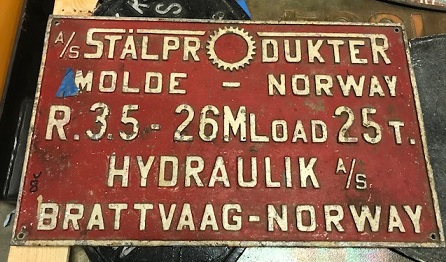 A/S STÅLPRODUKTER
MOLDE - NORWAY
R.3.5-26M LOAD 25T.
HYDRAULIK A/S
BRATTVAAG-NORWAY